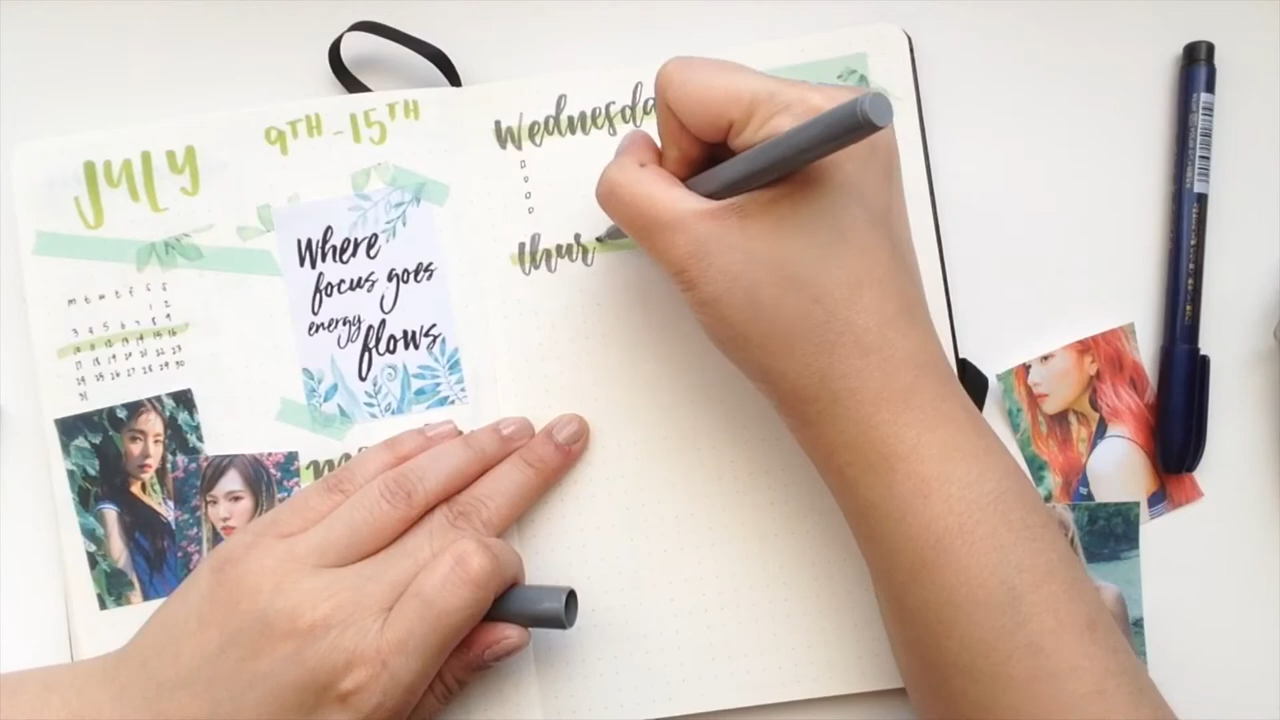 JULY
9TH - 15TH
m t w t f s s
1 2
3 4 5 6 7 8 9
10 11 12 13 14 15 16
17 18 19 20 21 22 23
24 25 26 27 28 29 30
31
Where
focus goes
energy
flows
Wednesda
thur